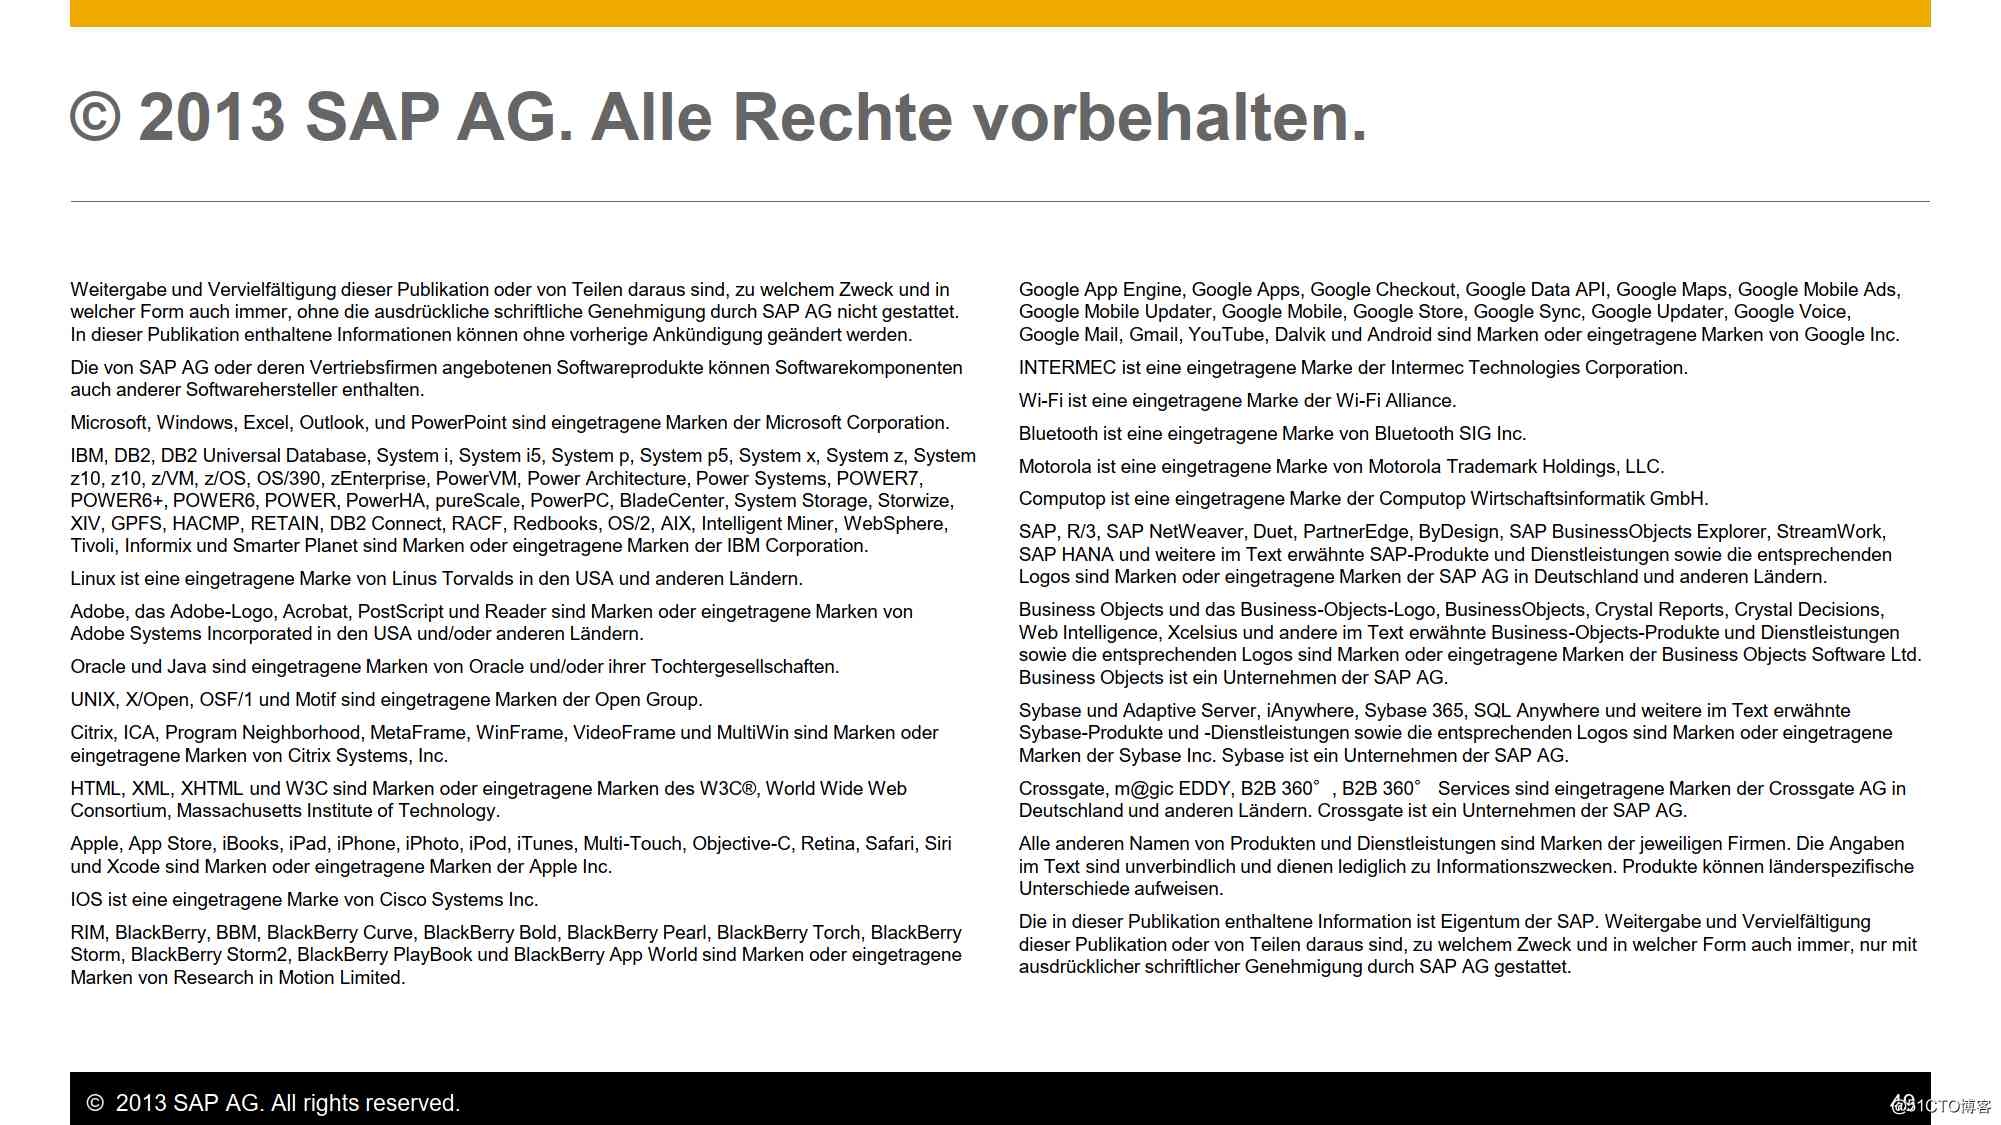 © 2013 SAP AG. Alle Rechte vorbehalten.
Weitergabe und Vervielfältigung dieser Publikation oder von Teilen daraus sind, zu welchem Zweck und in
welcher Form auch immer, ohne die ausdrückliche schriftliche Genehmigung durch SAP AG nicht gestattet.
In dieser Publikation enthaltene Informationen können ohne vorherige Ankündigung geändert werden.
Die von SAP AG oder deren Vertriebsfirmen angebotenen Softwareprodukte können Softwarekomponenten
auch anderer Softwarehersteller enthalten.
Microsoft, Windows, Excel, Outlook, und PowerPoint sind eingetragene Marken der Microsoft Corporation.
IBM, DB2, DB2 Universal Database, System i, System i5, System p, System p5, System x, System z, System
z10, z10, z/VM, z/OS, OS/390, zEnterprise, PowerVM, Power Architecture, Power Systems, POWER7,
POWER6+, POWER6, POWER, PowerHA, pureScale, PowerPC, BladeCenter, System Storage, Storwize,
XIV, GPFS, HACMP, RETAIN, DB2 Connect, RACF, Redbooks, OS/2, AIX, Intelligent Miner, WebSphere,
Tivoli, Informix und Smarter Planet sind Marken oder eingetragene Marken der IBM Corporation.
Linux ist eine eingetragene Marke von Linus Torvalds in den USA und anderen Ländern.
Adobe, das Adobe-Logo, Acrobat, PostScript und Reader sind Marken oder eingetragene Marken von
Adobe Systems Incorporated in den USA und/oder anderen Ländern.
Oracle und Java sind eingetragene Marken von Oracle und/oder ihrer Tochtergesellschaften.
UNIX, X/Open, OSF/1 und Motif sind eingetragene Marken der Open Group.
Citrix, ICA, Program Neighborhood, MetaFrame, WinFrame, VideoFrame und MultiWin sind Marken oder
eingetragene Marken von Citrix Systems, Inc.
HTML, XML, XHTML und W3C sind Marken oder eingetragene Marken des W3C®, World Wide Web
Consortium, Massachusetts Institute of Technology.
Apple, App Store, iBooks, iPad, iPhone, iPhoto, iPod, iTunes, Multi-Touch, Objective-C, Retina, Safari, Siri
und Xcode sind Marken oder eingetragene Marken der Apple Inc.
IOS ist eine eingetragene Marke von Cisco Systems Inc.
RIM, BlackBerry, BBM, BlackBerry Curve, BlackBerry Bold, BlackBerry Pearl, BlackBerry Torch, BlackBerry
Storm, BlackBerry Storm2, BlackBerry PlayBook und BlackBerry App World sind Marken oder eingetragene
Marken von Research in Motion Limited.
Google App Engine, Google Apps, Google Checkout, Google Data API, Google Maps, Google Mobile Ads,
Google Mobile Updater, Google Mobile, Google Store, Google Sync, Google Updater, Google Voice,
Google Mail, Gmail, YouTube, Dalvik und Android sind Marken oder eingetragene Marken von Google Inc.
INTERMEC ist eine eingetragene Marke der Intermec Technologies Corporation.
Wi-Fi ist eine eingetragene Marke der Wi-Fi Alliance.
Bluetooth ist eine eingetragene Marke von Bluetooth SIG Inc.
Motorola ist eine eingetragene Marke von Motorola Trademark Holdings, LLC.
Computop ist eine eingetragene Marke der Computop Wirtschaftsinformatik GmbH.
SAP, R/3, SAP NetWeaver, Duet, PartnerEdge, ByDesign, SAP BusinessObjects Explorer, StreamWork,
SAP HANA und weitere im Text erwähnte SAP-Produkte und Dienstleistungen sowie die entsprechenden
Logos sind Marken oder eingetragene Marken der SAP AG in Deutschland und anderen Ländern.
Business Objects und das Business-Objects-Logo, BusinessObjects, Crystal Reports, Crystal Decisions,
Web Intelligence, Xcelsius und andere im Text erwähnte Business-Objects-Produkte und Dienstleistungen
sowie die entsprechenden Logos sind Marken oder eingetragene Marken der Business Objects Software Ltd.
Business Objects ist ein Unternehmen der SAP AG.
Sybase und Adaptive Server, iAnywhere, Sybase 365, SQL Anywhere und weitere im Text erwähnte
Sybase-Produkte und -Dienstleistungen sowie die entsprechenden Logos sind Marken oder eingetragene
Marken der Sybase Inc. Sybase ist ein Unternehmen der SAP AG.
Crossgate, m@gic EDDY, B2B 360°, B2B 360° Services sind eingetragene Marken der Crossgate AG in
Deutschland und anderen Ländern. Crossgate ist ein Unternehmen der SAP AG.
Alle anderen Namen von Produkten und Dienstleistungen sind Marken der jeweiligen Firmen. Die Angaben
im Text sind unverbindlich und dienen lediglich zu Informationszwecken. Produkte können länderspezifische
Unterschiede aufweisen.
Die in dieser Publikation enthaltene Information ist Eigentum der SAP. Weitergabe und Vervielfältigung
dieser Publikation oder von Teilen daraus sind, zu welchem Zweck und in welcher Form auch immer, nur mit
ausdrücklicher schriftlicher Genehmigung durch SAP AG gestattet.
© 2013 SAP AG. All rights reserved.
@51CTO博客